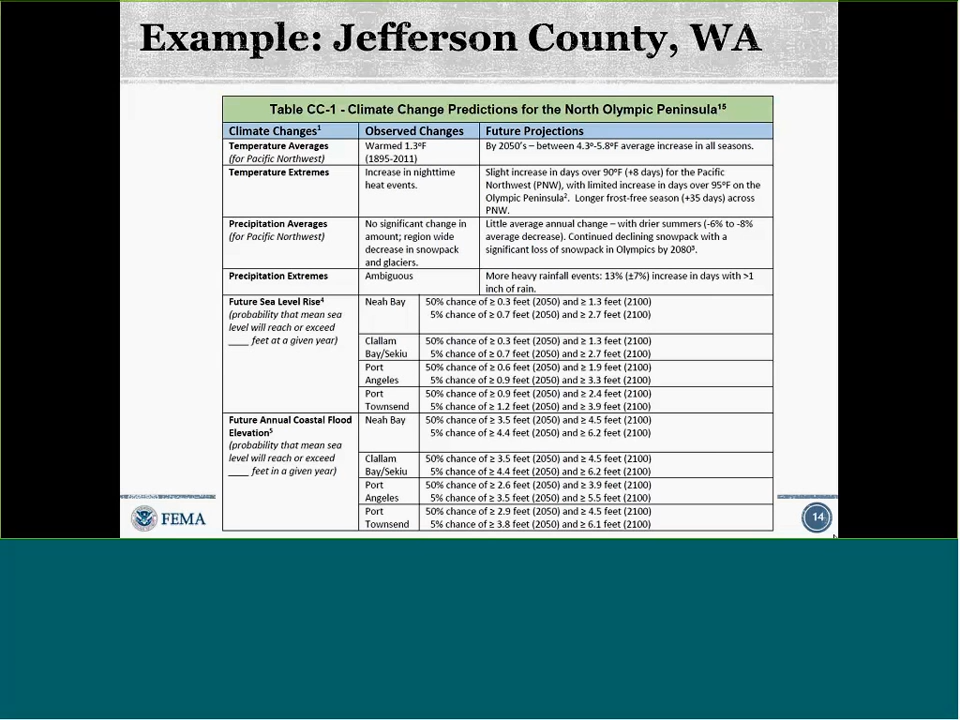 Example: Jefferson County, WA
Table CC-1 - Climate Change Predictions for the North Olympic Peninsula¹⁵
Climate Changes¹ Observed Changes Future Projections
Temperature Averages
(for Pacific Northwest)
Warmed 1.3ºF
(1895-2011)
By 2050's – between 4.3º-5.8ºF average increase in all seasons.
Temperature Extremes
Increase in nighttime
heat events.
Slight increase in days over 90ºF (+8 days) for the Pacific
Northwest (PNW), with limited increase in days over 95ºF on the
Olympic Peninsula². Longer frost-free season (+35 days) across
PNW.
Precipitation Averages
(for Pacific Northwest)
No significant change in
amount; region wide
decrease in snowpack
and glaciers.
Little average annual change – with drier summers (-6% to -8%
average decrease). Continued declining snowpack with a
significant loss of snowpack in Olympics by 2080³.
Precipitation Extremes
Ambiguous
More heavy rainfall events: 13% (±7%) increase in days with >1
inch of rain.
Future Sea Level Rise⁴
(probability that mean sea
level will reach or exceed
____ feet at a given year)
Neah Bay
50% chance of ≥ 0.3 feet (2050) and ≥ 1.3 feet (2100)
5% chance of ≥ 0.7 feet (2050) and ≥ 2.7 feet (2100)
Clallam
Bay/Sekiu
50% chance of ≥ 0.3 feet (2050) and ≥ 1.3 feet (2100)
5% chance of ≥ 0.7 feet (2050) and ≥ 2.7 feet (2100)
Port
Angeles
50% chance of ≥ 0.6 feet (2050) and ≥ 1.9 feet (2100)
5% chance of ≥ 0.9 feet (2050) and ≥ 3.3 feet (2100)
Port
Townsend
50% chance of ≥ 0.9 feet (2050) and ≥ 2.4 feet (2100)
5% chance of ≥ 1.2 feet (2050) and ≥ 3.9 feet (2100)
Future Annual Coastal Flood
Elevation⁵
(probability that mean sea
level will reach or exceed
____ feet in a given year)
Neah Bay
50% chance of ≥ 3.5 feet (2050) and ≥ 4.5 feet (2100)
5% chance of ≥ 4.4 feet (2050) and ≥ 6.2 feet (2100)
Clallam
Bay/Sekiu
50% chance of ≥ 3.5 feet (2050) and ≥ 4.5 feet (2100)
5% chance of ≥ 4.4 feet (2050) and ≥ 6.2 feet (2100)
Port
Angeles
50% chance of ≥ 2.6 feet (2050) and ≥ 3.9 feet (2100)
5% chance of ≥ 3.5 feet (2050) and ≥ 5.5 feet (2100)
Port
Townsend
50% chance of ≥ 2.9 feet (2050) and ≥ 4.5 feet (2100)
5% chance of ≥ 3.8 feet (2050) and ≥ 6.1 feet (2100)
FEMA
14